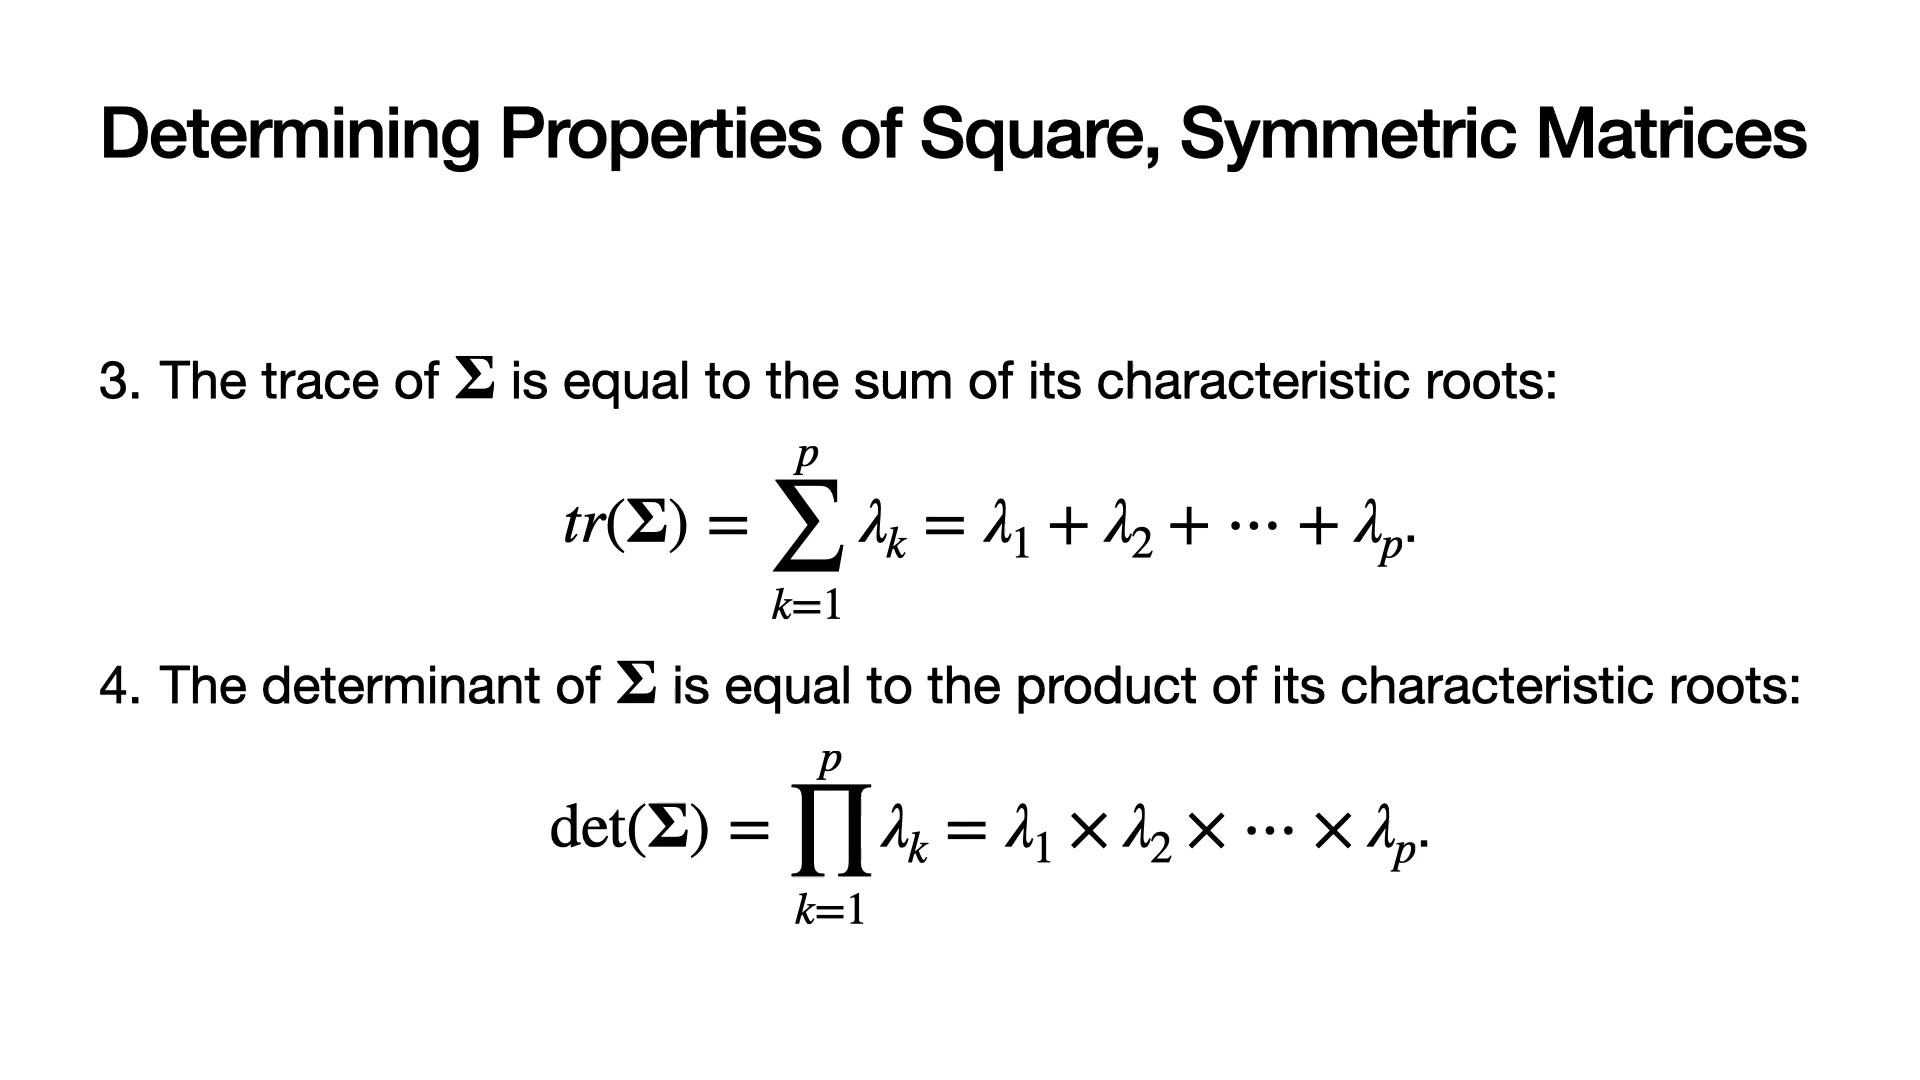 Determining Properties of Square, Symmetric Matrices
3. The trace of 𝚺 is equal to the sum of its characteristic roots:
tr(𝚺) = ∑_{k=1}^{p} λ_k = λ_1 + λ_2 + ⋯ + λ_p.
4. The determinant of 𝚺 is equal to the product of its characteristic roots:
det(𝚺) = ∏_{k=1}^{p} λ_k = λ_1 × λ_2 × ⋯ × λ_p.